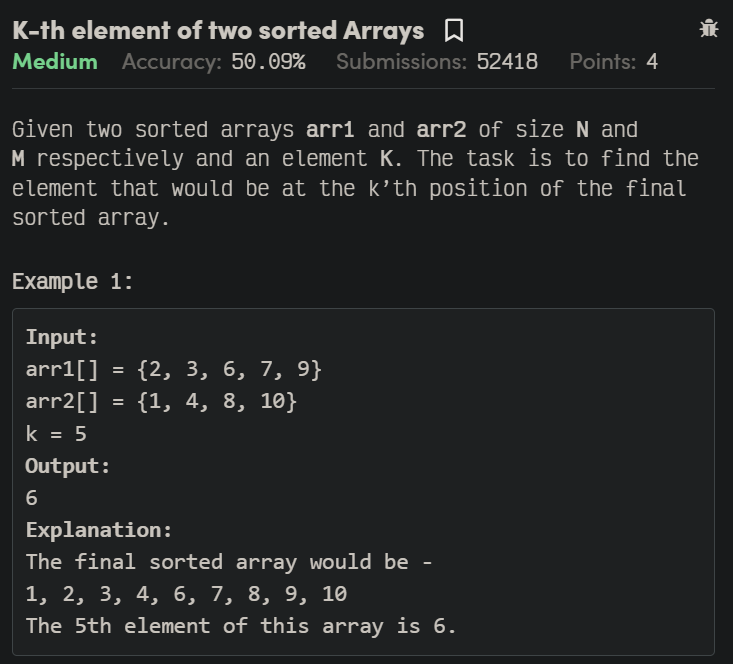 K-th element of two sorted Arrays
Medium Accuracy: 50.09% Submissions: 52418 Points: 4
Given two sorted arrays arr1 and arr2 of size N and
M respectively and an element K. The task is to find the
element that would be at the k’th position of the final
sorted array.
Example 1:
Input:
arr1[] = {2, 3, 6, 7, 9}
arr2[] = {1, 4, 8, 10}
k = 5
Output:
6
Explanation:
The final sorted array would be -
1, 2, 3, 4, 6, 7, 8, 9, 10
The 5th element of this array is 6.